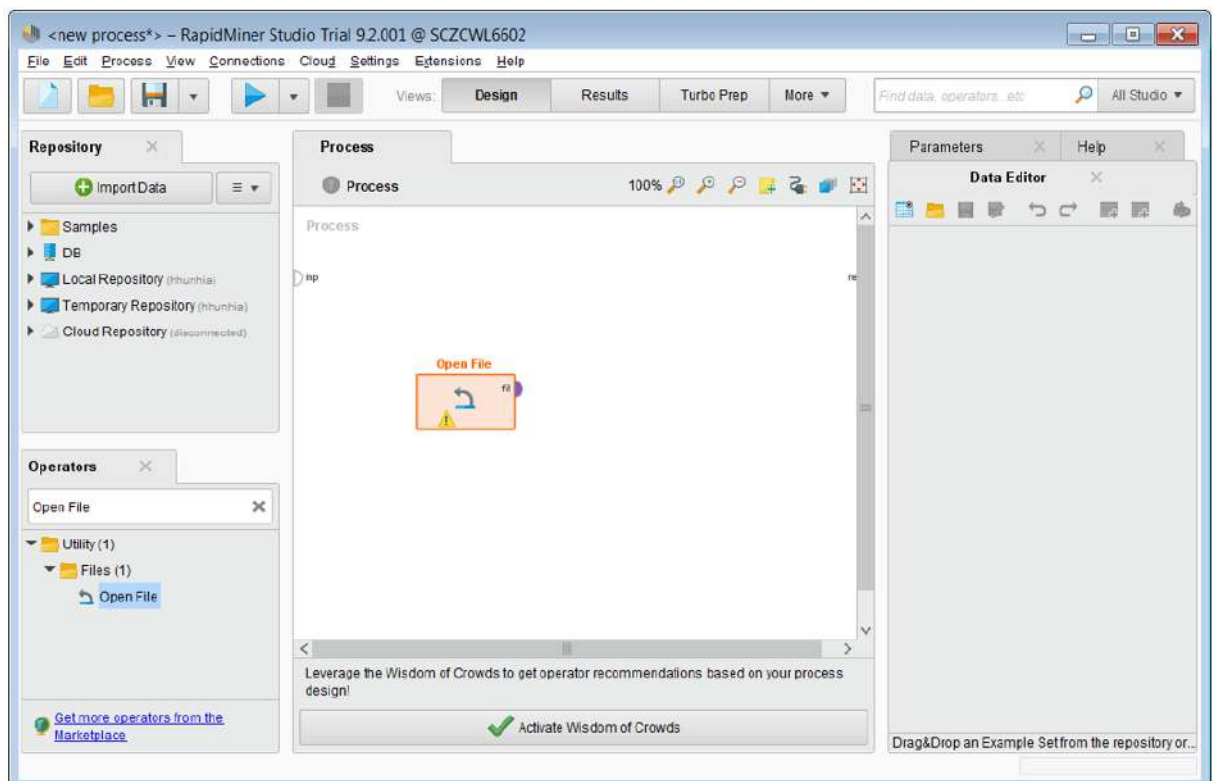 <new process*> – RapidMiner Studio Trial 9.2.001 @ SCZCWL6602
File Edit Process View Connections Cloud Settings Extensions Help
Views: Design Results Turbo Prep More Find data, operators...etc All Studio
Repository
Import Data
Samples
DB
Local Repository (hhunhia)
Temporary Repository (hhunhia)
Cloud Repository (disconnected)
Operators
Open File
Utility (1)
Files (1)
Open File
Get more operators from the
Marketplace
Process
Process 100%
Process
inp re
Open File
fil
Leverage the Wisdom of Crowds to get operator recommendations based on your process
design!
Activate Wisdom of Crowds
Parameters Help
Data Editor
Drag&Drop an Example Set from the repository or...